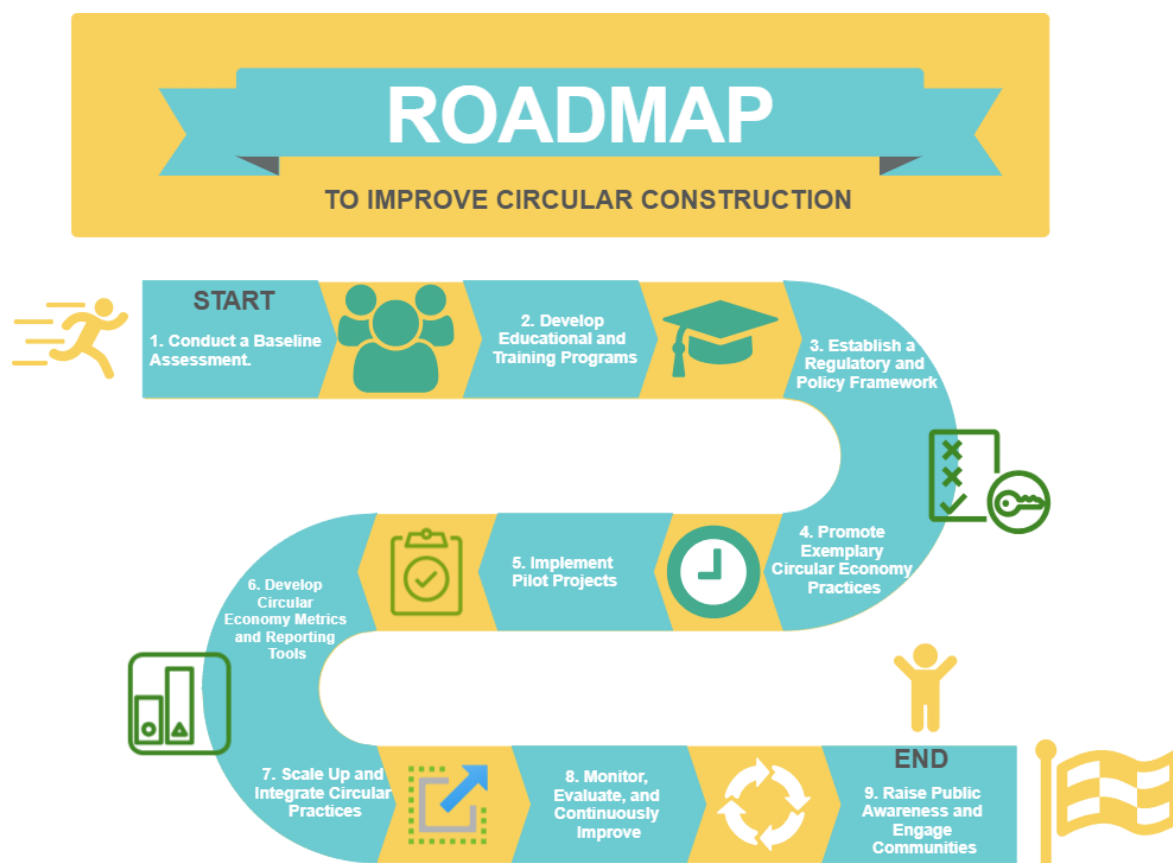 ROADMAP
TO IMPROVE CIRCULAR CONSTRUCTION
START
1. Conduct a Baseline
Assessment.
2. Develop
Educational and
Training Programs
3. Establish a
Regulatory and
Policy Framework
4. Promote
Exemplary
Circular Economy
Practices
5. Implement
Pilot Projects
6. Develop
Circular
Economy Metrics
and Reporting
Tools
7. Scale Up and
Integrate Circular
Practices
8. Monitor,
Evaluate, and
Continuously
Improve
END
9. Raise Public
Awareness and
Engage
Communities